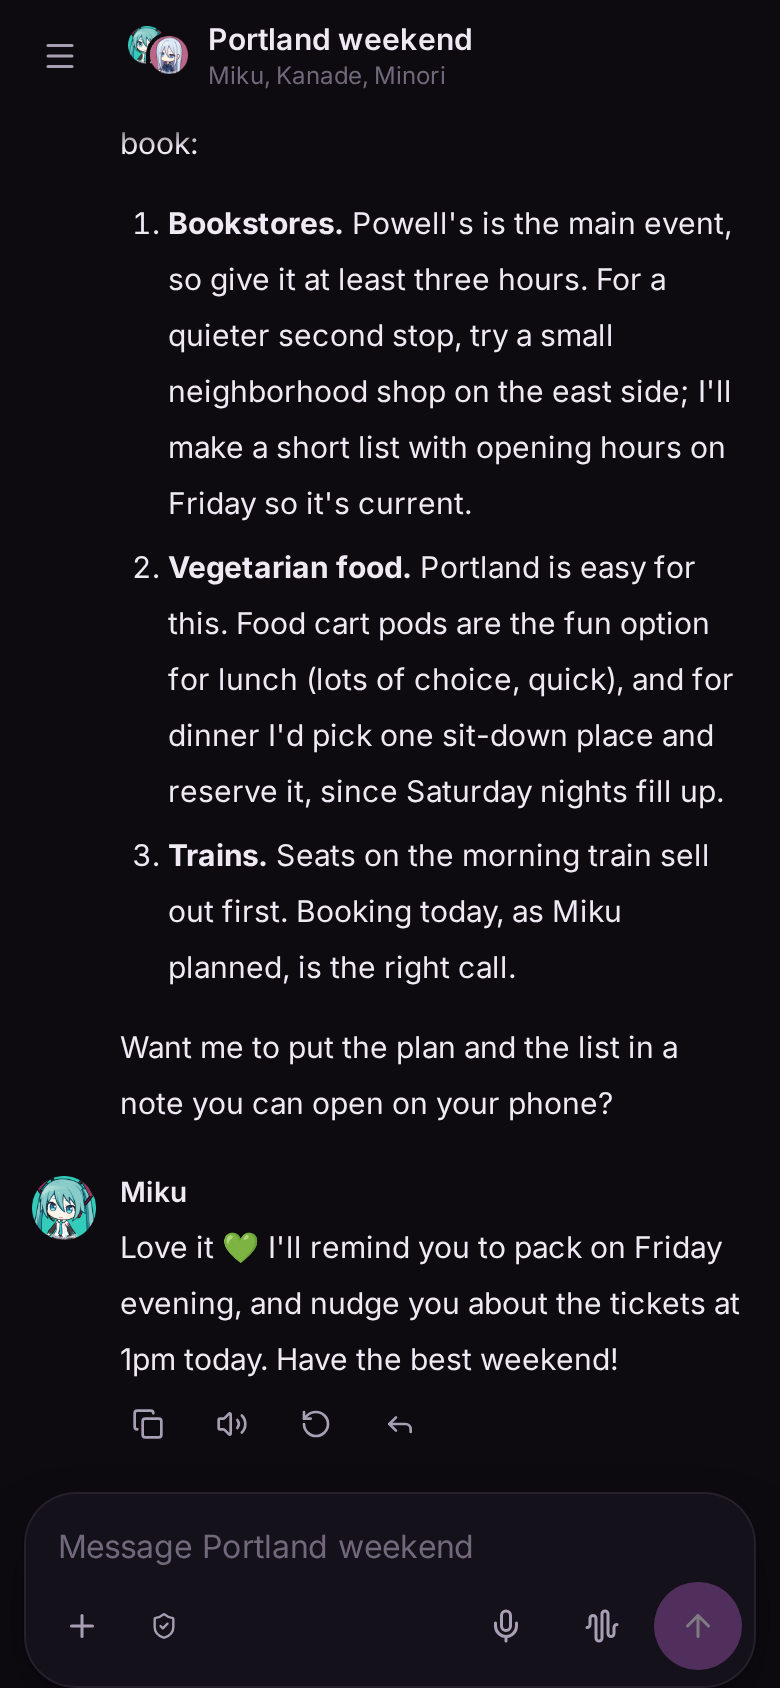 Portland weekend
Miku, Kanade, Minori
book:
1. Bookstores. Powell's is the main event,
so give it at least three hours. For a
quieter second stop, try a small
neighborhood shop on the east side; I'll
make a short list with opening hours on
Friday so it's current.
2. Vegetarian food. Portland is easy for
this. Food cart pods are the fun option
for lunch (lots of choice, quick), and for
dinner I'd pick one sit-down place and
reserve it, since Saturday nights fill up.
3. Trains. Seats on the morning train sell
out first. Booking today, as Miku
planned, is the right call.
Want me to put the plan and the list in a
note you can open on your phone?
Miku
Love it 💚 I'll remind you to pack on Friday
evening, and nudge you about the tickets at
1pm today. Have the best weekend!
Message Portland weekend